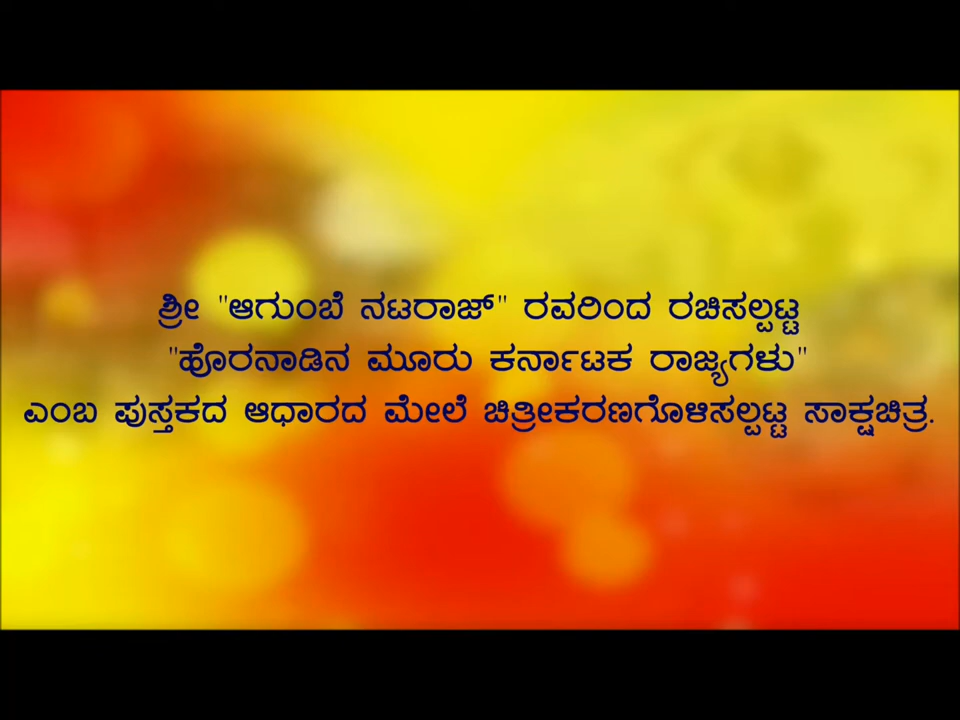 ಶ್ರೀ "ಆಗುಂಬೆ ನಟರಾಜ್" ರವರಿಂದ ರಚಿಸಲ್ಪಟ್ಟ
"ಹೊರನಾಡಿನ ಮೂರು ಕರ್ನಾಟಕ ರಾಜ್ಯಗಳು"
ಎಂಬ ಪುಸ್ತಕದ ಆಧಾರದ ಮೇಲೆ ಚಿತ್ರೀಕರಣಗೊಳಿಸಲ್ಪಟ್ಟ ಸಾಕ್ಷಚಿತ್ರ.